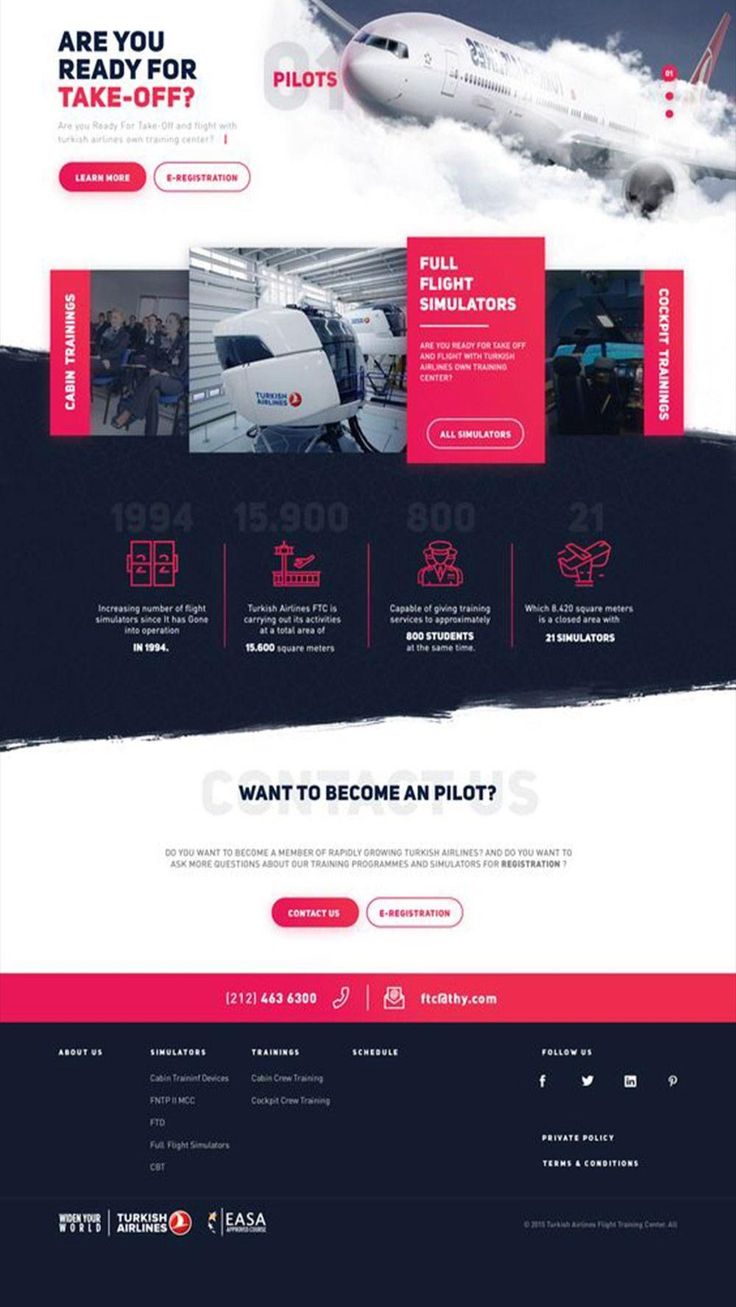 ARE YOU
READY FOR
TAKE-OFF?
Are you Ready For Take-Off and flight with
turkish airlines own training center?
LEARN MORE
E-REGISTRATION
01
PILOTS
01
CABIN TRAININGS
TURKISH
AIRLINES
FULL
FLIGHT
SIMULATORS
ARE YOU READY FOR TAKE OFF
AND FLIGHT WITH TURKISH
AIRLINES OWN TRAINING
CENTER?
ALL SIMULATORS
COCKPIT TRAININGS
1994
Increasing number of flight
simulators since It has Gone
into operation
IN 1994.
15.900
Turkish Airlines FTC is
carrying out its activities
at a total area of
15.600 square meters
800
Capable of giving training
services to approximately
800 STUDENTS
at the same time.
21
Which 8.420 square meters
is a closed area with
21 SIMULATORS
CONTACT US
WANT TO BECOME AN PILOT?
DO YOU WANT TO BECOME A MEMBER OF RAPIDLY GROWING TURKISH AIRLINES? AND DO YOU WANT TO
ASK MORE QUESTIONS ABOUT OUR TRAINING PROGRAMMES AND SIMULATORS FOR REGISTRATION ?
CONTACT US
E-REGISTRATION
(212) 463 6300
ftc@thy.com
ABOUT US
SIMULATORS
Cabin Traininf Devices
FNTP II MCC
FTD
Full Flight Simulators
CBT
TRAININGS
Cabin Crew Training
Cockpit Crew Training
SCHEDULE
FOLLOW US
PRIVATE POLICY
TERMS & CONDITIONS
WIDEN YOUR
WORLD
TURKISH
AIRLINES
EASA
APPROVED COURSE
© 2015 Turkish Airlines Flight Training Center. All